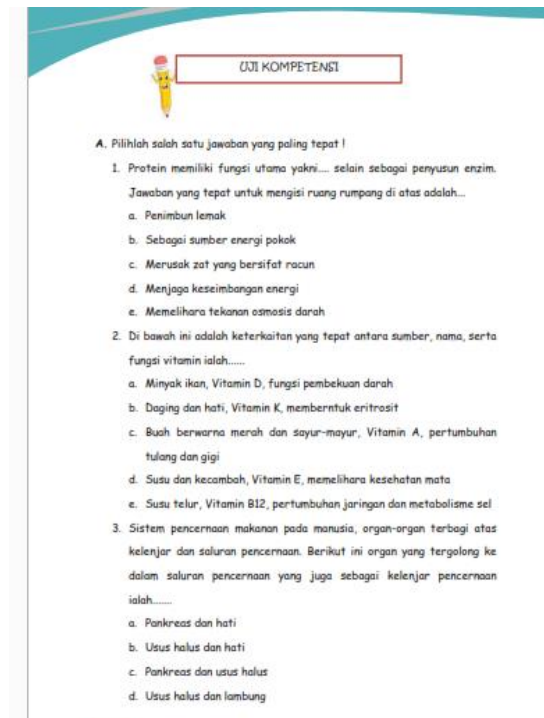 UJI KOMPETENSI
A. Pilihlah salah satu jawaban yang paling tepat !
1. Protein memiliki fungsi utama yakni.... selain sebagai penyusun enzim.
Jawaban yang tepat untuk mengisi ruang rumpang di atas adalah...
a. Penimbun lemak
b. Sebagai sumber energi pokok
c. Merusak zat yang bersifat racun
d. Menjaga keseimbangan energi
e. Memelihara tekanan osmosis darah
2. Di bawah ini adalah keterkaitan yang tepat antara sumber, nama, serta
fungsi vitamin ialah......
a. Minyak ikan, Vitamin D, fungsi pembekuan darah
b. Daging dan hati, Vitamin K, memberntuk eritrosit
c. Buah berwarna merah dan sayur-mayur, Vitamin A, pertumbuhan
tulang dan gigi
d. Susu dan kecambah, Vitamin E, memelihara kesehatan mata
e. Susu telur, Vitamin B12, pertumbuhan jaringan dan metabolisme sel
3. Sistem pencernaan makanan pada manusia, organ-organ terbagi atas
kelenjar dan saluran pencernaan. Berikut ini organ yang tergolong ke
dalam saluran pencernaan yang juga sebagai kelenjar pencernaan
ialah.......
a. Pankreas dan hati
b. Usus halus dan hati
c. Pankreas dan usus halus
d. Usus halus dan lambung